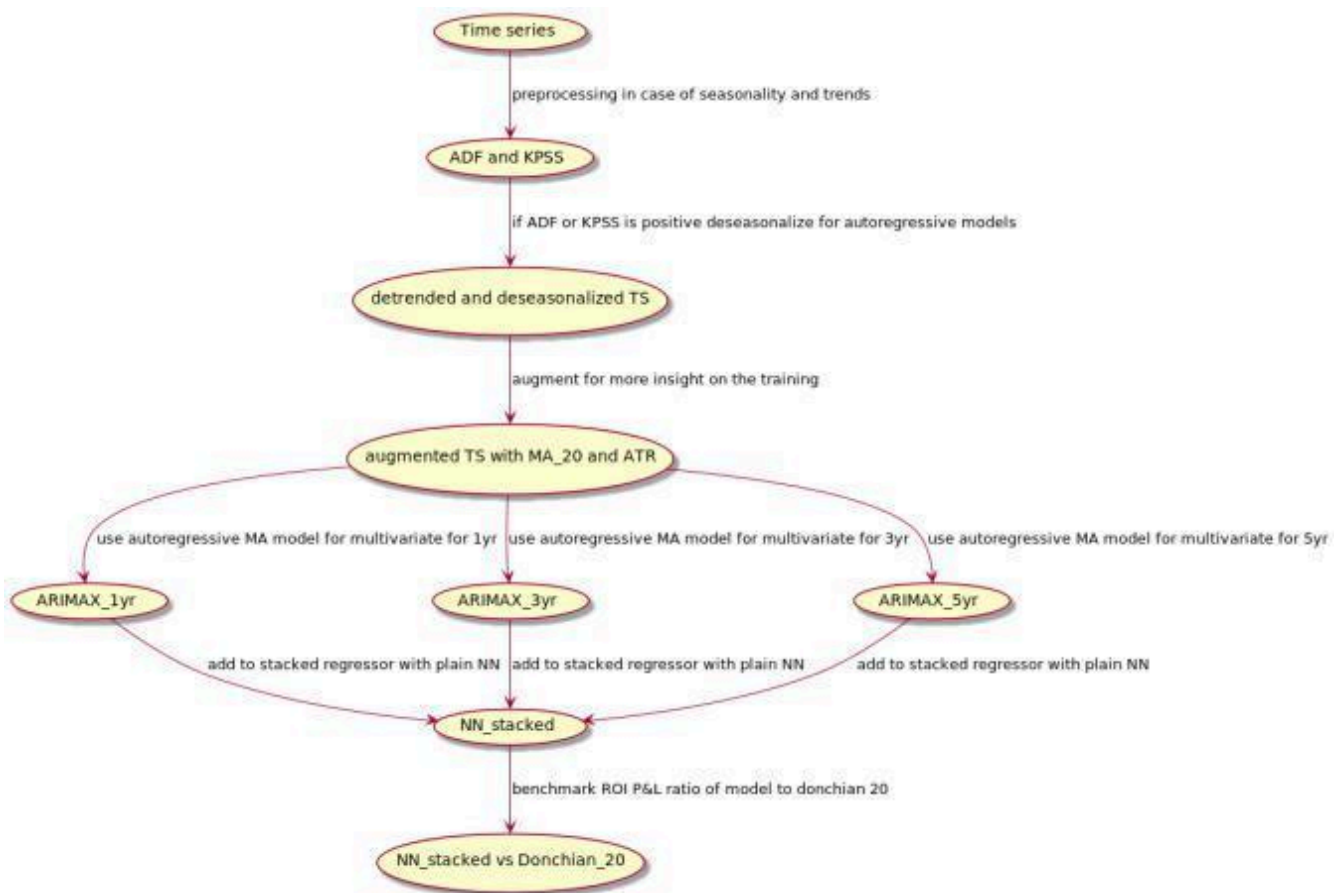 Time series
preprocessing in case of seasonality and trends
ADF and KPSS
if ADF or KPSS is positive deseasonalize for autoregressive models
detrended and deseasonalized TS
augment for more insight on the training
augmented TS with MA_20 and ATR
use autoregressive MA model for multivariate for 1yr
use autoregressive MA model for multivariate for 3yr
use autoregressive MA model for multivariate for 5yr
ARIMAX_1yr
ARIMAX_3yr
ARIMAX_5yr
add to stacked regressor with plain NN
add to stacked regressor with plain NN
add to stacked regressor with plain NN
NN_stacked
benchmark ROI P&L ratio of model to donchian 20
NN_stacked vs Donchian_20